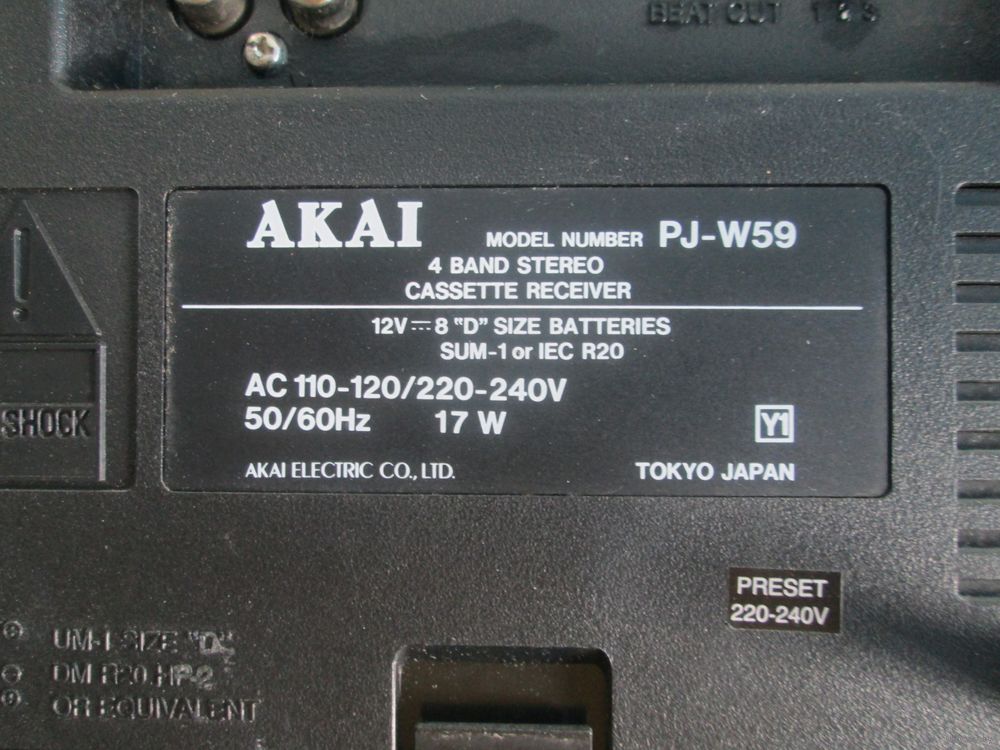 BEAT CUT 1 2 3
AKAI MODEL NUMBER PJ-W59
4 BAND STEREO
CASSETTE RECEIVER
12V⎓8 "D" SIZE BATTERIES
SUM-1 or IEC R20
AC 110-120/220-240V
50/60Hz 17 W
Y1
AKAI ELECTRIC CO., LTD. TOKYO JAPAN
!
SHOCK
PRESET
220-240V
UM-1 SIZE "D"
R20 HP-2
OR EQUIVALENT